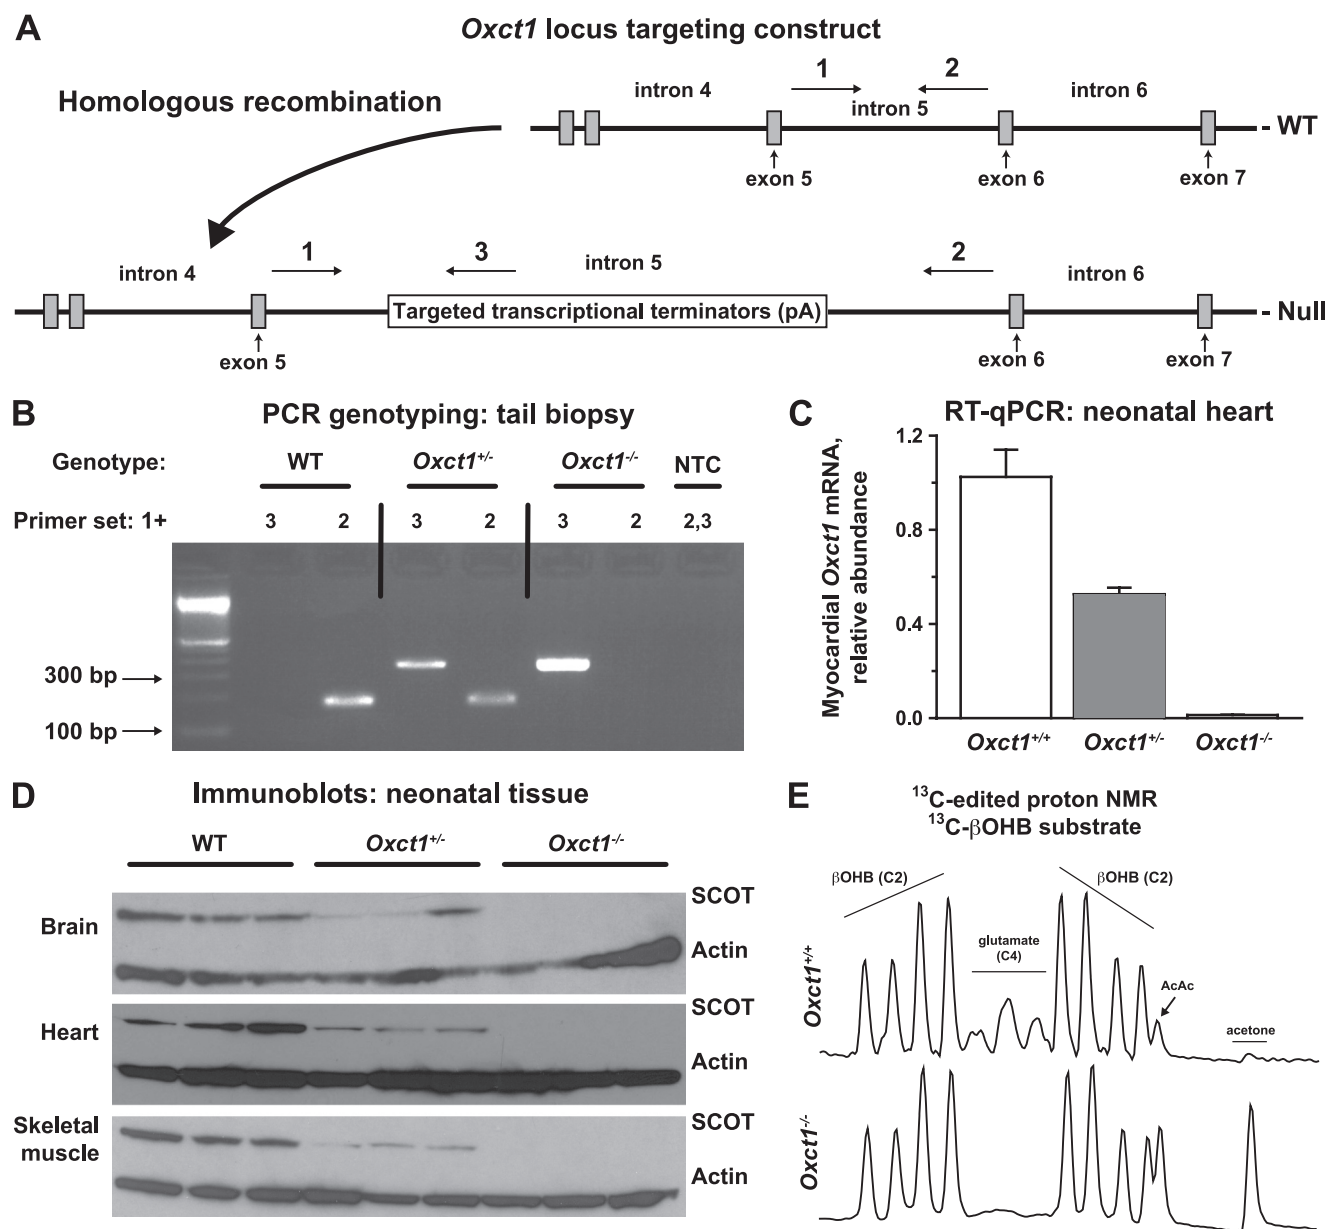 A
Oxct1 locus targeting construct
Homologous recombination
intron 4
1
2
intron 5
intron 6
WT
exon 5
exon 6
exon 7
intron 4
1
3
intron 5
2
intron 6
Targeted transcriptional terminators (pA)
Null
exon 5
exon 6
exon 7
B
PCR genotyping: tail biopsy
Genotype: WT Oxct1+/- Oxct1-/- NTC
Primer set: 1+ 3 2 3 2 3 2 2,3
300 bp
100 bp
C
RT-qPCR: neonatal heart
Myocardial Oxct1 mRNA,
relative abundance
1.2
0.8
0.4
0.0
Oxct1+/+ Oxct1+/- Oxct1-/-
D
Immunoblots: neonatal tissue
WT Oxct1+/- Oxct1-/-
Brain
SCOT
Actin
Heart
SCOT
Actin
Skeletal
muscle
SCOT
Actin
E
13C-edited proton NMR
13C-βOHB substrate
βOHB (C2)
βOHB (C2)
glutamate
(C4)
AcAc
acetone
Oxct1+/+
Oxct1-/-